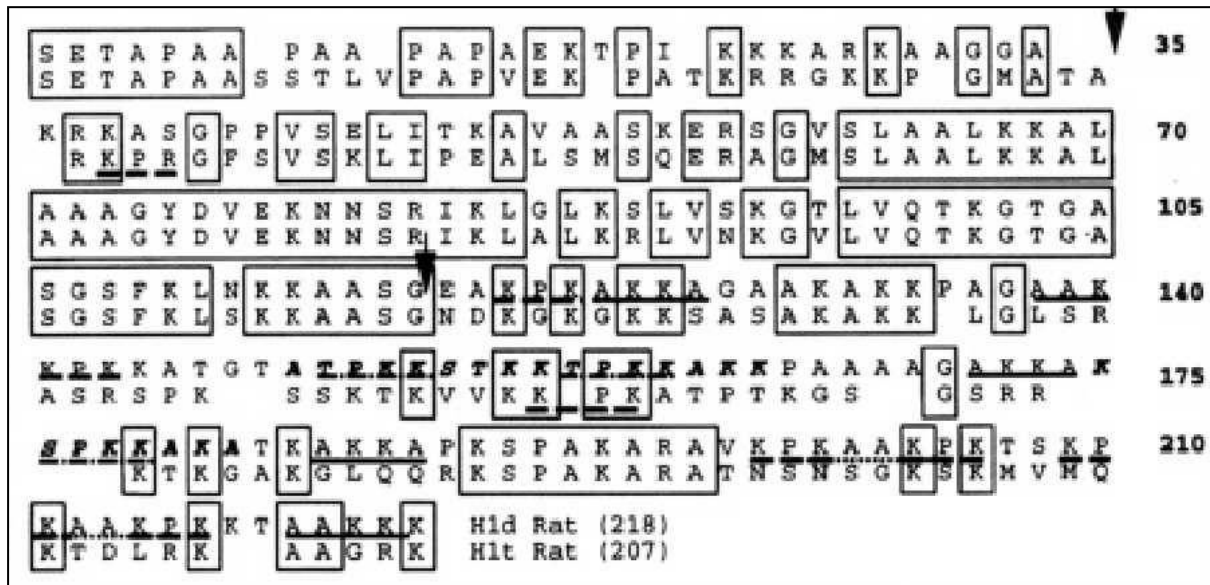 S E T A P A A P A A P A P A E K T P I K K K A R K A A G G A 35
S E T A P A A S S T L V P A P V E K P A T K R R G K K P G M A T A
K R K A S G P P V S E L I T K A V A A S K E R S G V S L A A L K K A L 70
R K P R G F S V S K L I P E A L S M S Q E R A G M S L A A L K K A L
A A A G Y D V E K N N S R I K L G L K S L V S K G T L V Q T K G T G A 105
A A A G Y D V E K N N S R I K L A L K R L V N K G V L V Q T K G T G A
S G S F K L N K K A A S G E A K P K A K K A G A A K A K K P A G A A K 140
S G S F K L S K K A A S G N D K G K G K K S A S A K A K K L G L S R
K P K K A T G T A T P K K S T K K T P K K A K K P A A A A G A K K A K 175
A S R S P K S S K T K V V K K P K A T P T K G S G S R R
S P K K A K A T K A K K A P K S P A K A R A V K P K A A K P K T S K P 210
K T K G A K G L Q Q R K S P A K A R A T N S N S G K S K M V M Q
K A A K P K K T A A K K K H1d Rat (218)
K T D L R K A A G R K H1t Rat (207)